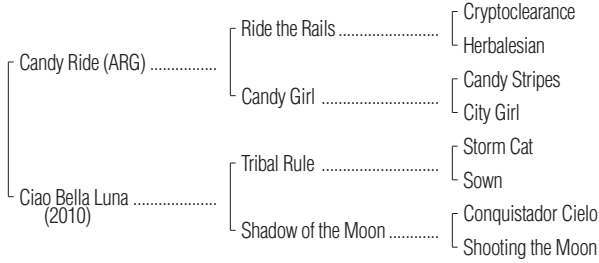 Cryptoclearance
Ride the Rails ....................
Herbalesian
Candy Ride (ARG) ................
Candy Stripes
Candy Girl ........................
City Girl
Storm Cat
Tribal Rule ........................
Sown
Ciao Bella Luna ....................
(2010)
Conquistador Cielo
Shadow of the Moon ............
Shooting the Moon